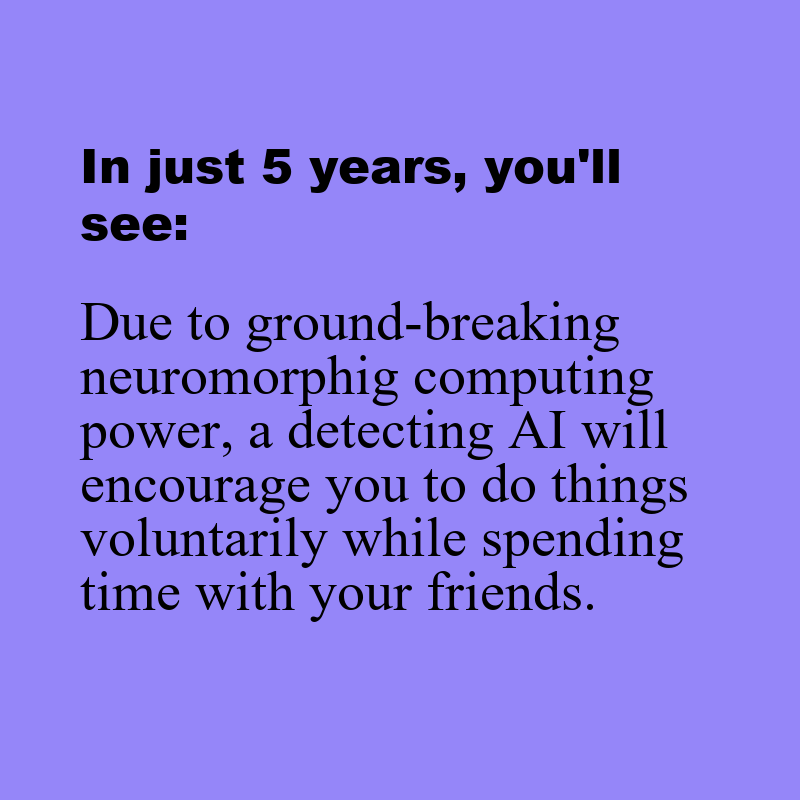 In just 5 years, you'll
see:
Due to ground-breaking
neuromorphig computing
power, a detecting AI will
encourage you to do things
voluntarily while spending
time with your friends.